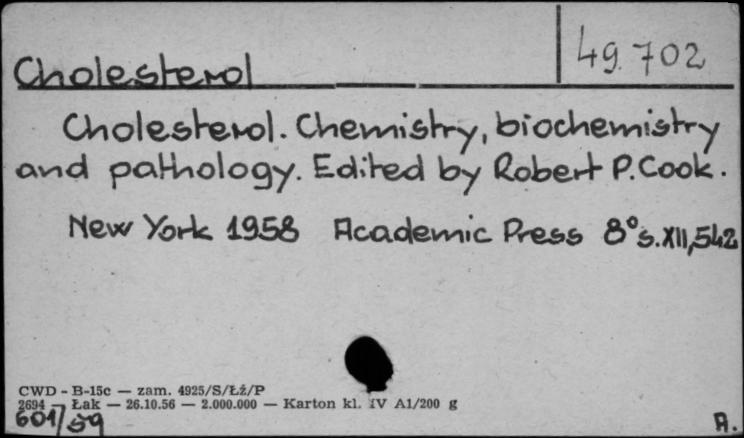 49.702
Cholesterol
Cholesterol. Chemistry, biochemistry
and pathology. Edited by Robert P. Cook.
New York 1958 Academic Press 8° s. XII, 542
CWD - B-15c — zam. 4925/S/Łź/P
2694 — Łak — 26.10.56 — 2.000.000 — Karton kl. IV A1/200 g
601/59
A.